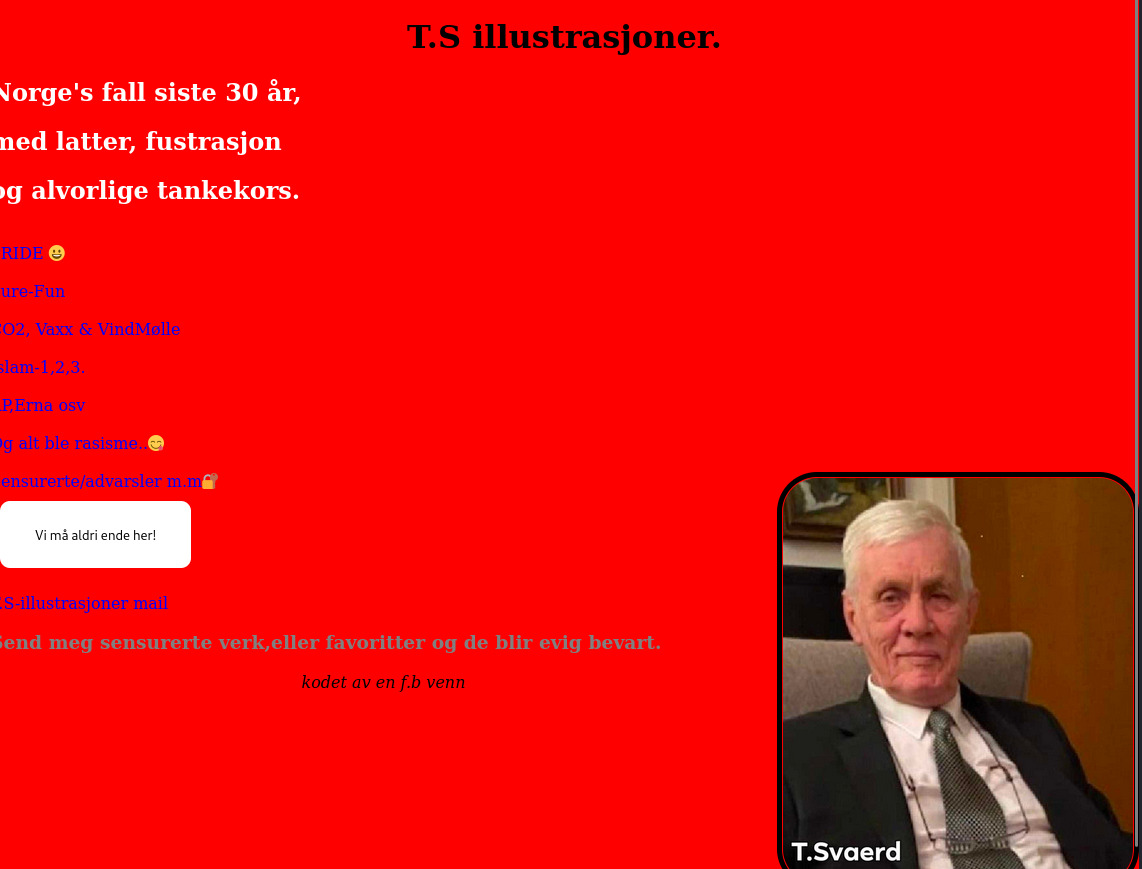 T.S illustrasjoner.
Norge's fall siste 30 år,
med latter, fustrasjon
og alvorlige tankekors.
RIDE 😀
ure-Fun
CO2, Vaxx & VindMølle
slam-1,2,3.
P,Erna osv
Og alt ble rasisme..😋
ensurerte/advarsler m.m🔐
Vi må aldri ende her!
.S-illustrasjoner mail
Send meg sensurerte verk,eller favoritter og de blir evig bevart.
kodet av en f.b venn
T.Svaerd